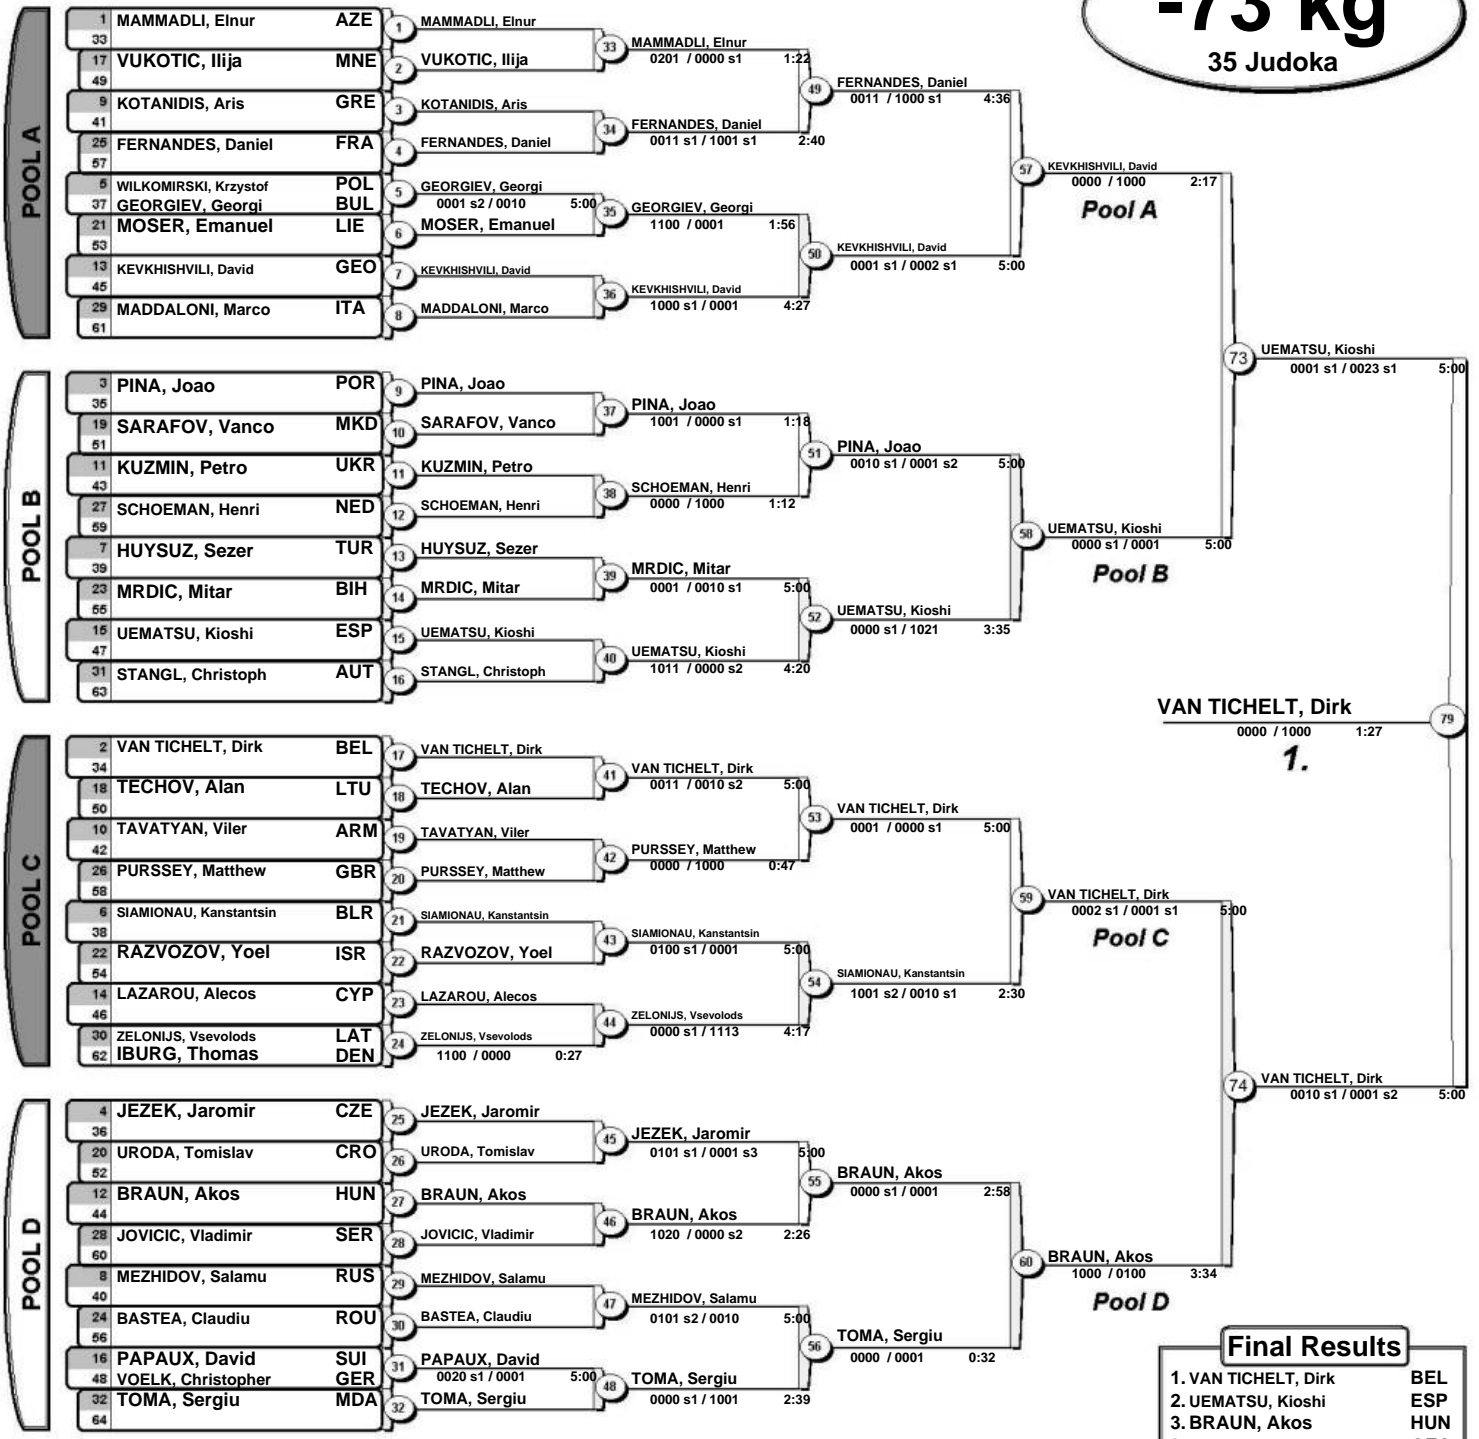 -73 kg
35 Judoka
POOL A
1 MAMMADLI, Elnur AZE
33
17 VUKOTIC, Ilija MNE
49
9 KOTANIDIS, Aris GRE
41
25 FERNANDES, Daniel FRA
57
5 WILKOMIRSKI, Krzystof POL
37 GEORGIEV, Georgi BUL
21 MOSER, Emanuel LIE
53
13 KEVKHISHVILI, David GEO
45
29 MADDALONI, Marco ITA
61
1 MAMMADLI, Elnur
2 VUKOTIC, Ilija
3 KOTANIDIS, Aris
4 FERNANDES, Daniel
5 GEORGIEV, Georgi
0001 s2 / 0010 5:00
6 MOSER, Emanuel
7 KEVKHISHVILI, David
8 MADDALONI, Marco
33 MAMMADLI, Elnur
0201 / 0000 s1 1:22
34 FERNANDES, Daniel
0011 s1 / 1001 s1 2:40
35 GEORGIEV, Georgi
1100 / 0001 1:56
36 KEVKHISHVILI, David
1000 s1 / 0001 4:27
49 FERNANDES, Daniel
0011 / 1000 s1 4:36
50 KEVKHISHVILI, David
0001 s1 / 0002 s1 5:00
57 KEVKHISHVILI, David
0000 / 1000 2:17
Pool A
POOL B
3 PINA, Joao POR
35
19 SARAFOV, Vanco MKD
51
11 KUZMIN, Petro UKR
43
27 SCHOEMAN, Henri NED
59
7 HUYSUZ, Sezer TUR
39
23 MRDIC, Mitar BIH
55
15 UEMATSU, Kioshi ESP
47
31 STANGL, Christoph AUT
63
9 PINA, Joao
10 SARAFOV, Vanco
11 KUZMIN, Petro
12 SCHOEMAN, Henri
13 HUYSUZ, Sezer
14 MRDIC, Mitar
15 UEMATSU, Kioshi
16 STANGL, Christoph
37 PINA, Joao
1001 / 0000 s1 1:18
38 SCHOEMAN, Henri
0000 / 1000 1:12
39 MRDIC, Mitar
0001 / 0010 s1 5:00
40 UEMATSU, Kioshi
1011 / 0000 s2 4:20
51 PINA, Joao
0010 s1 / 0001 s2 5:00
52 UEMATSU, Kioshi
0000 s1 / 1021 3:35
58 UEMATSU, Kioshi
0000 s1 / 0001 5:00
Pool B
73 UEMATSU, Kioshi
0001 s1 / 0023 s1 5:00
VAN TICHELT, Dirk 79
0000 / 1000 1:27
1.
POOL C
2 VAN TICHELT, Dirk BEL
34
18 TECHOV, Alan LTU
50
10 TAVATYAN, Viler ARM
42
26 PURSSEY, Matthew GBR
58
6 SIAMIONAU, Kanstantsin BLR
38
22 RAZVOZOV, Yoel ISR
54
14 LAZAROU, Alecos CYP
46
30 ZELONIJS, Vsevolods LAT
62 IBURG, Thomas DEN
17 VAN TICHELT, Dirk
18 TECHOV, Alan
19 TAVATYAN, Viler
20 PURSSEY, Matthew
21 SIAMIONAU, Kanstantsin
22 RAZVOZOV, Yoel
23 LAZAROU, Alecos
24 ZELONIJS, Vsevolods
1100 / 0000 0:27
41 VAN TICHELT, Dirk
0011 / 0010 s2 5:00
42 PURSSEY, Matthew
0000 / 1000 0:47
43 SIAMIONAU, Kanstantsin
0100 s1 / 0001 5:00
44 ZELONIJS, Vsevolods
0000 s1 / 1113 4:17
53 VAN TICHELT, Dirk
0001 / 0000 s1 5:00
54 SIAMIONAU, Kanstantsin
1001 s2 / 0010 s1 2:30
59 VAN TICHELT, Dirk
0002 s1 / 0001 s1 5:00
Pool C
74 VAN TICHELT, Dirk
0010 s1 / 0001 s2 5:00
POOL D
4 JEZEK, Jaromir CZE
36
20 URODA, Tomislav CRO
52
12 BRAUN, Akos HUN
44
28 JOVICIC, Vladimir SER
60
8 MEZHIDOV, Salamu RUS
40
24 BASTEA, Claudiu ROU
56
16 PAPAUX, David SUI
48 VOELK, Christopher GER
32 TOMA, Sergiu MDA
64
25 JEZEK, Jaromir
26 URODA, Tomislav
27 BRAUN, Akos
28 JOVICIC, Vladimir
29 MEZHIDOV, Salamu
30 BASTEA, Claudiu
31 PAPAUX, David
0020 s1 / 0001 5:00
32 TOMA, Sergiu
45 JEZEK, Jaromir
0101 s1 / 0001 s3 5:00
46 BRAUN, Akos
1020 / 0000 s2 2:26
47 MEZHIDOV, Salamu
0101 s2 / 0010 5:00
48 TOMA, Sergiu
0000 s1 / 1001 2:39
55 BRAUN, Akos
0000 s1 / 0001 2:58
56 TOMA, Sergiu
0000 / 0001 0:32
60 BRAUN, Akos
1000 / 0100 3:34
Pool D
Final Results
1. VAN TICHELT, Dirk BEL
2. UEMATSU, Kioshi ESP
3. BRAUN, Akos HUN